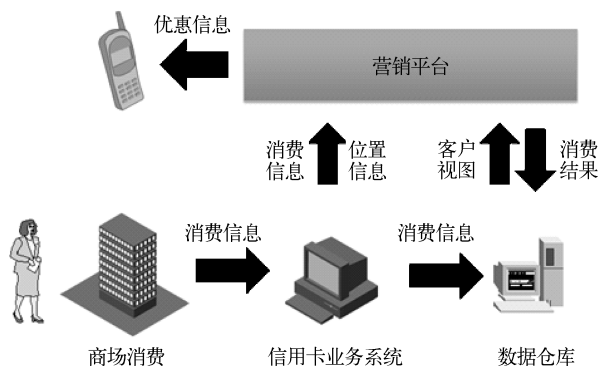 优惠信息
营销平台
消费
信息
位置
信息
客户
视图
消费
结果
消费信息
消费信息
商场消费
信用卡业务系统
数据仓库